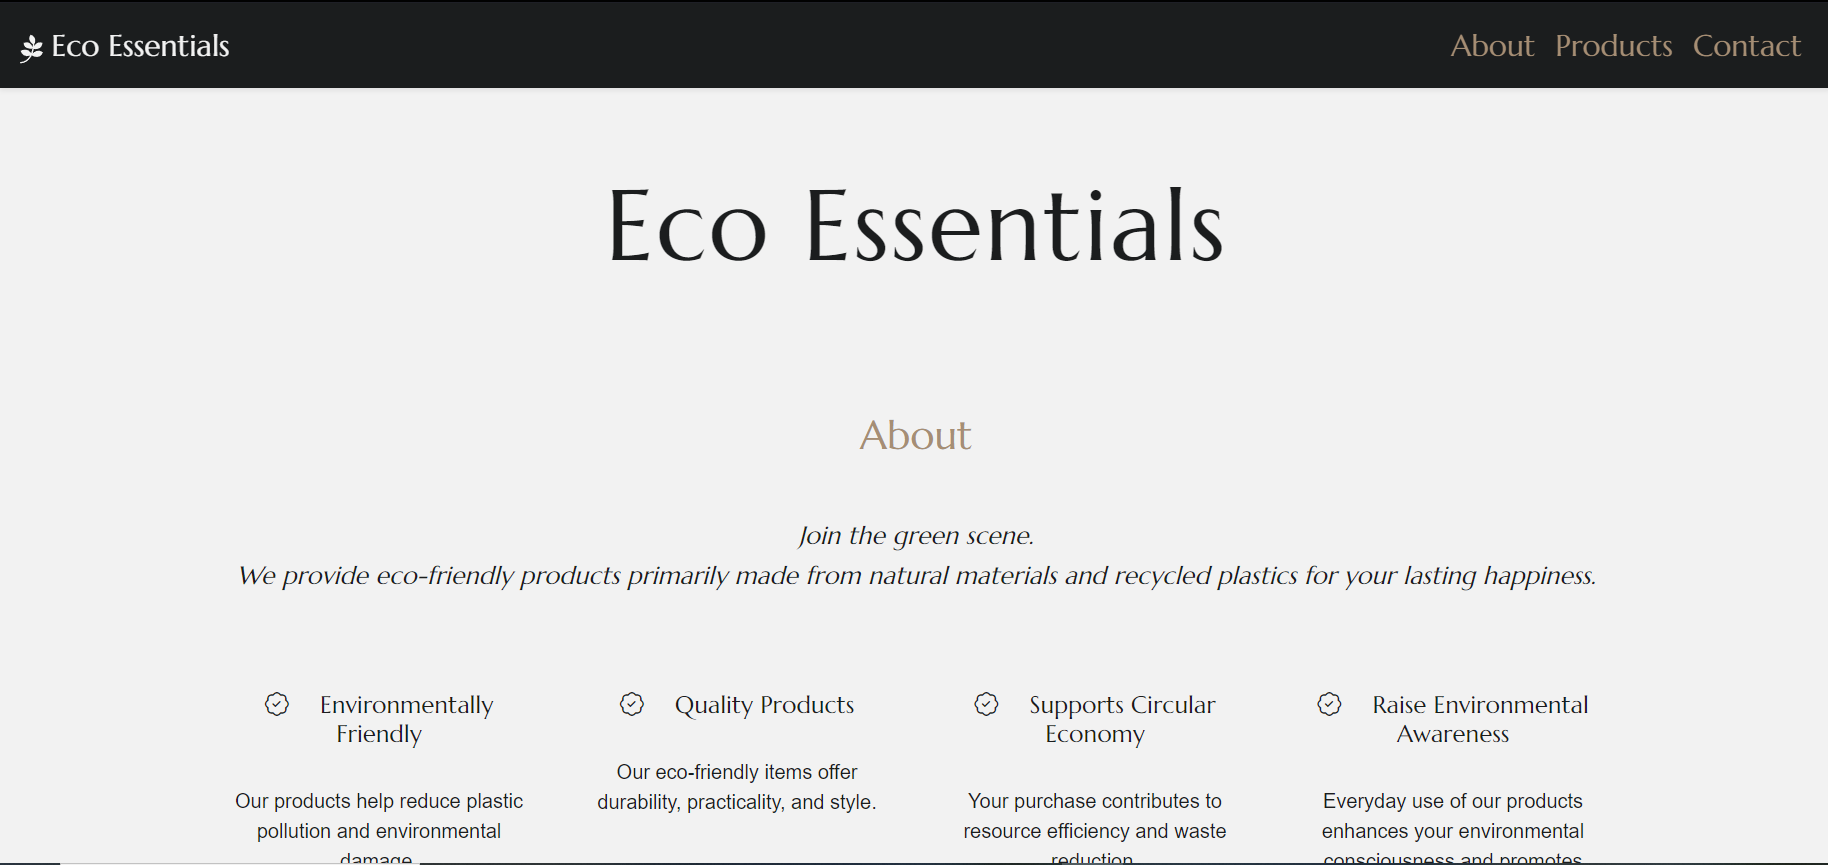 Eco Essentials
About Products Contact
Eco Essentials
About
Join the green scene.
We provide eco-friendly products primarily made from natural materials and recycled plastics for your lasting happiness.
Environmentally
Friendly
Our products help reduce plastic
pollution and environmental
damage.
Quality Products
Our eco-friendly items offer
durability, practicality, and style.
Supports Circular
Economy
Your purchase contributes to
resource efficiency and waste
reduction.
Raise Environmental
Awareness
Everyday use of our products
enhances your environmental
consciousness and promotes